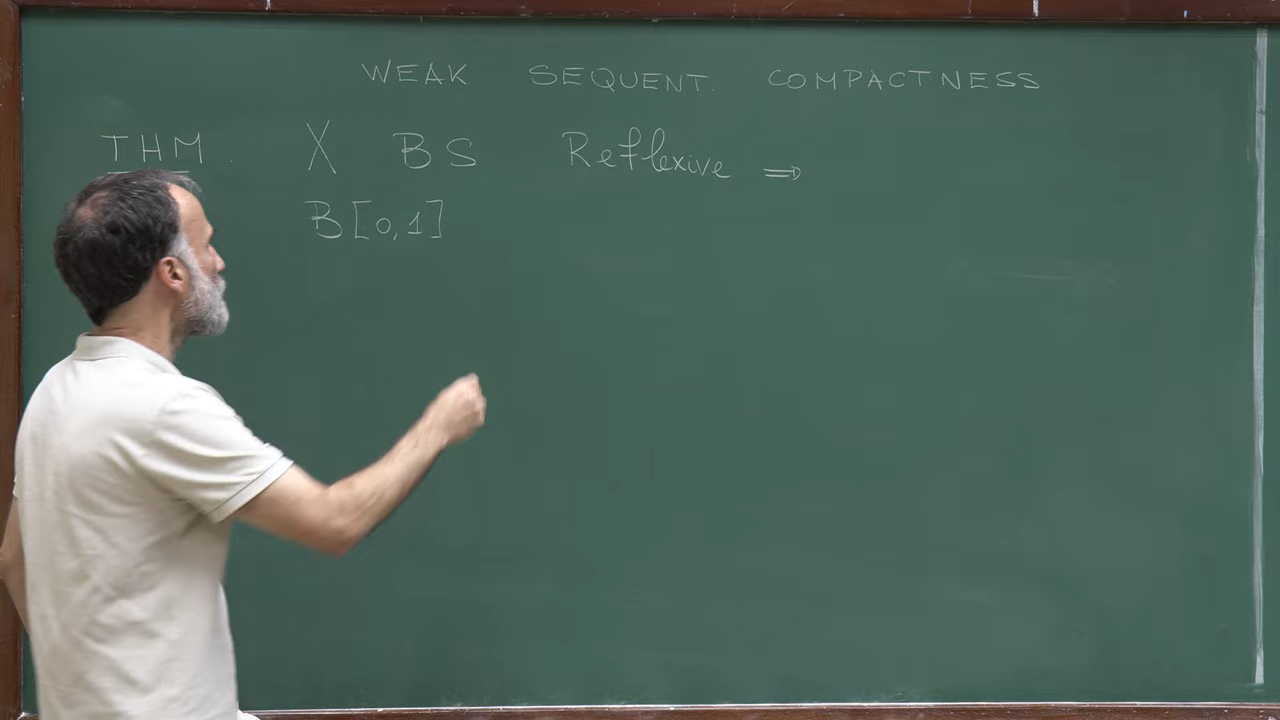 WEAK SEQUENT. COMPACTNESS
THM. X BS Reflexive ⇒
B[0,1]